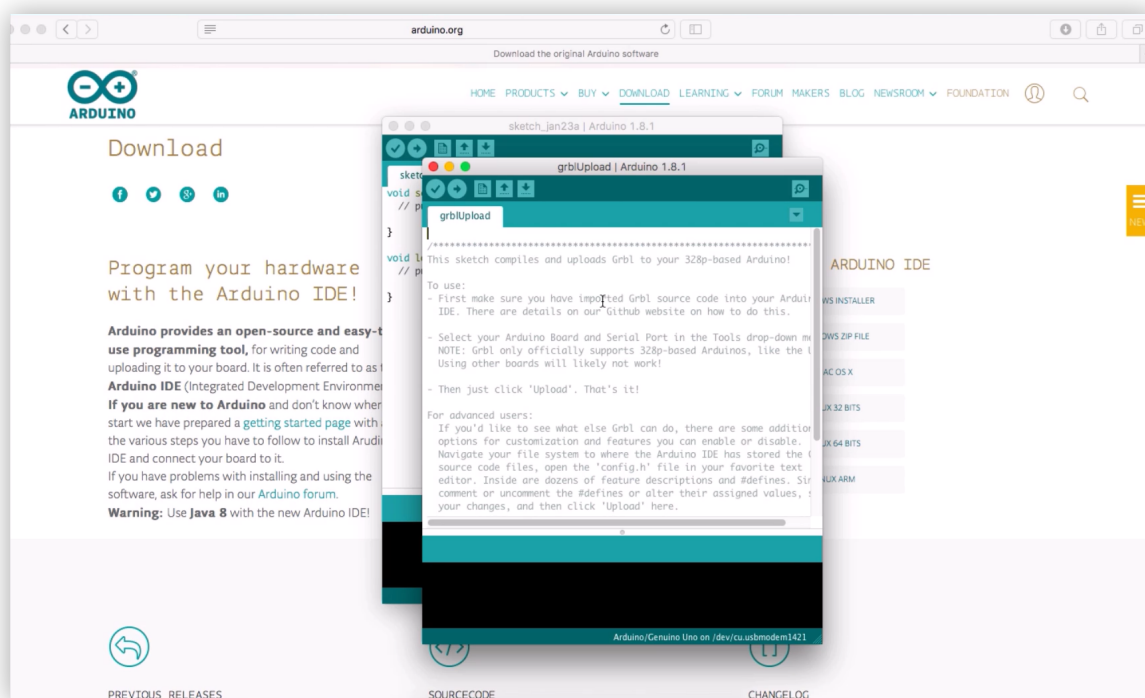 arduino.org
Download the original Arduino software
ARDUINO
HOME PRODUCTS BUY DOWNLOAD LEARNING FORUM MAKERS BLOG NEWSROOM FOUNDATION
Download
Program your hardware
with the Arduino IDE!
Arduino provides an open-source and easy-t
use programming tool, for writing code and
uploading it to your board. It is often referred to as
Arduino IDE (Integrated Development Environme
If you are new to Arduino and don't know wher
start we have prepared a getting started page with
the various steps you have to follow to install Arudi
IDE and connect your board to it.
If you have problems with installing and using the
software, ask for help in our Arduino forum.
Warning: Use Java 8 with the new Arduino IDE!
sketch_jan23a | Arduino 1.8.1
sketc
void s
// p
}
void l
// p
}
grblUpload | Arduino 1.8.1
grblUpload
/***********************************************************************
This sketch compiles and uploads Grbl to your 328p-based Arduino!
To use:
- First make sure you have imported Grbl source code into your Ardui
IDE. There are details on our Github website on how to do this.
- Select your Arduino Board and Serial Port in the Tools drop-down m
NOTE: Grbl only officially supports 328p-based Arduinos, like the
Using other boards will likely not work!
- Then just click 'Upload'. That's it!
For advanced users:
If you'd like to see what else Grbl can do, there are some addition
options for customization and features you can enable or disable.
Navigate your file system to where the Arduino IDE has stored the
source code files, open the 'config.h' file in your favorite text
editor. Inside are dozens of feature descriptions and #defines. Si
comment or uncomment the #defines or alter their assigned values, s
your changes, and then click 'Upload' here.
Arduino/Genuino Uno on /dev/cu.usbmodem1421
ARDUINO IDE
WS INSTALLER
OWS ZIP FILE
AC OS X
UX 32 BITS
UX 64 BITS
NUX ARM
NEW
PREVIOUS RELEASES
SOURCECODE
CHANGELOG